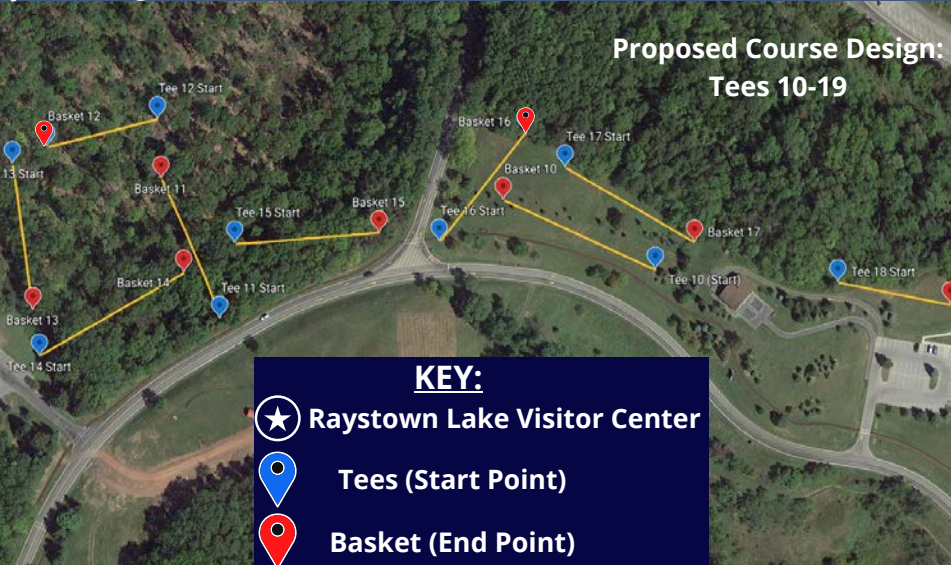 Proposed Course Design:
Tees 10-19
Tee 12 Start
Basket 12
Basket 16
Tee 17 Start
13 Start
Basket 10
Basket 11
Basket 15
Tee 15 Start
Tee 16 Start
Basket 17
Basket 14
Tee 10 (Start)
Tee 18 Start
Tee 11 Start
Basket 13
Tee 14 Start
KEY:
Raystown Lake Visitor Center
Tees (Start Point)
Basket (End Point)